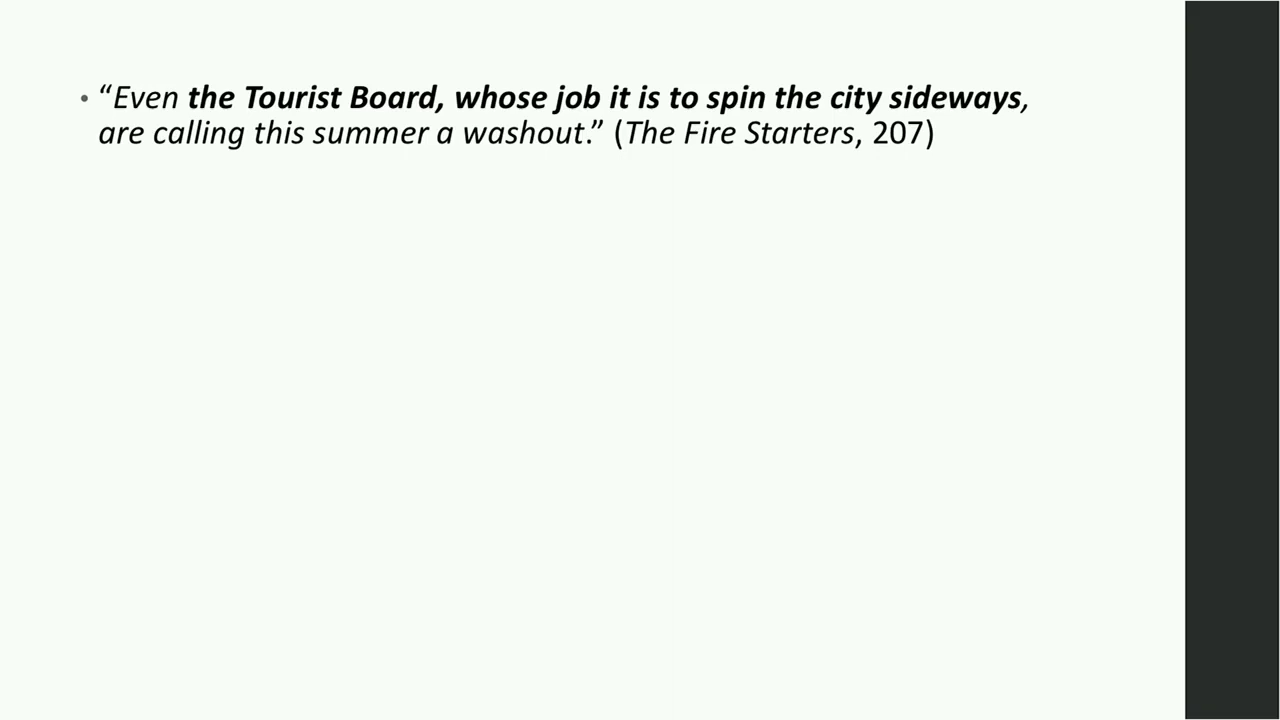 • “Even the Tourist Board, whose job it is to spin the city sideways,
are calling this summer a washout.” (The Fire Starters, 207)